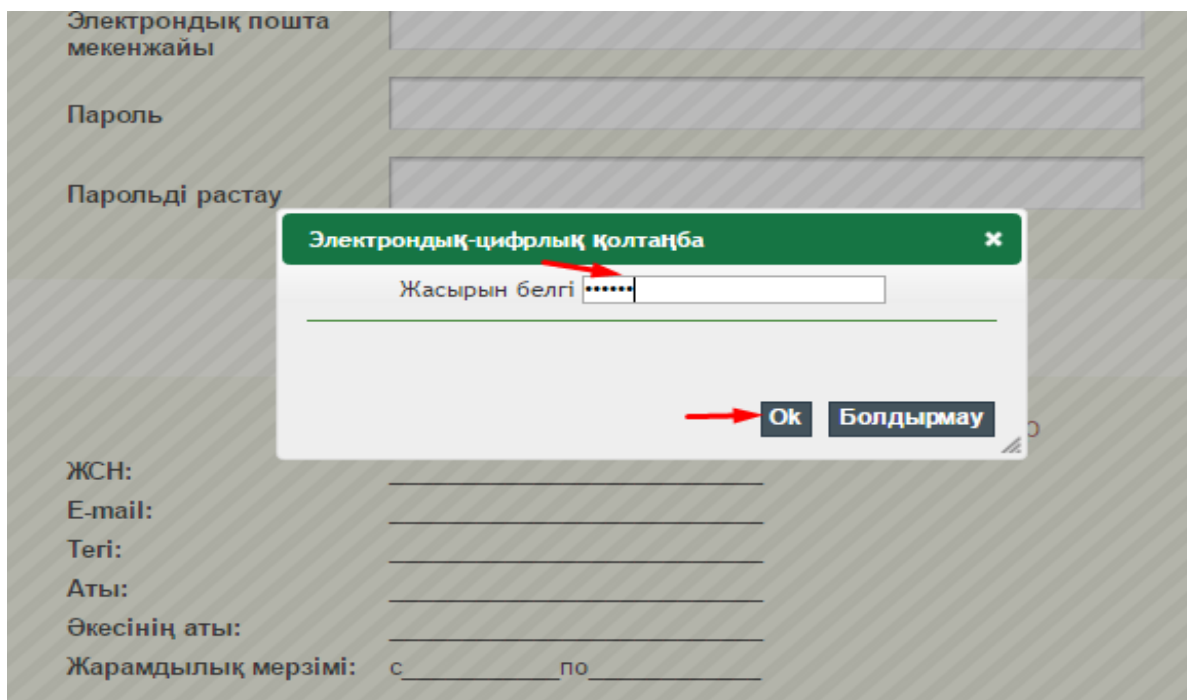 Электрондық пошта
мекенжайы
Пароль
Парольді растау
Электрондық-цифрлық қолтаңба
Жасырын белгі ••••••
Ok Болдырмау
ЖСН:
E-mail:
Тегі:
Аты:
Әкесінің аты:
Жарамдылық мерзімі: с____________по______________